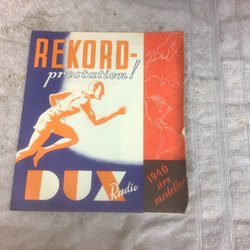 REKORD-
prestation!
DUX
Radio
1940
års
modeller